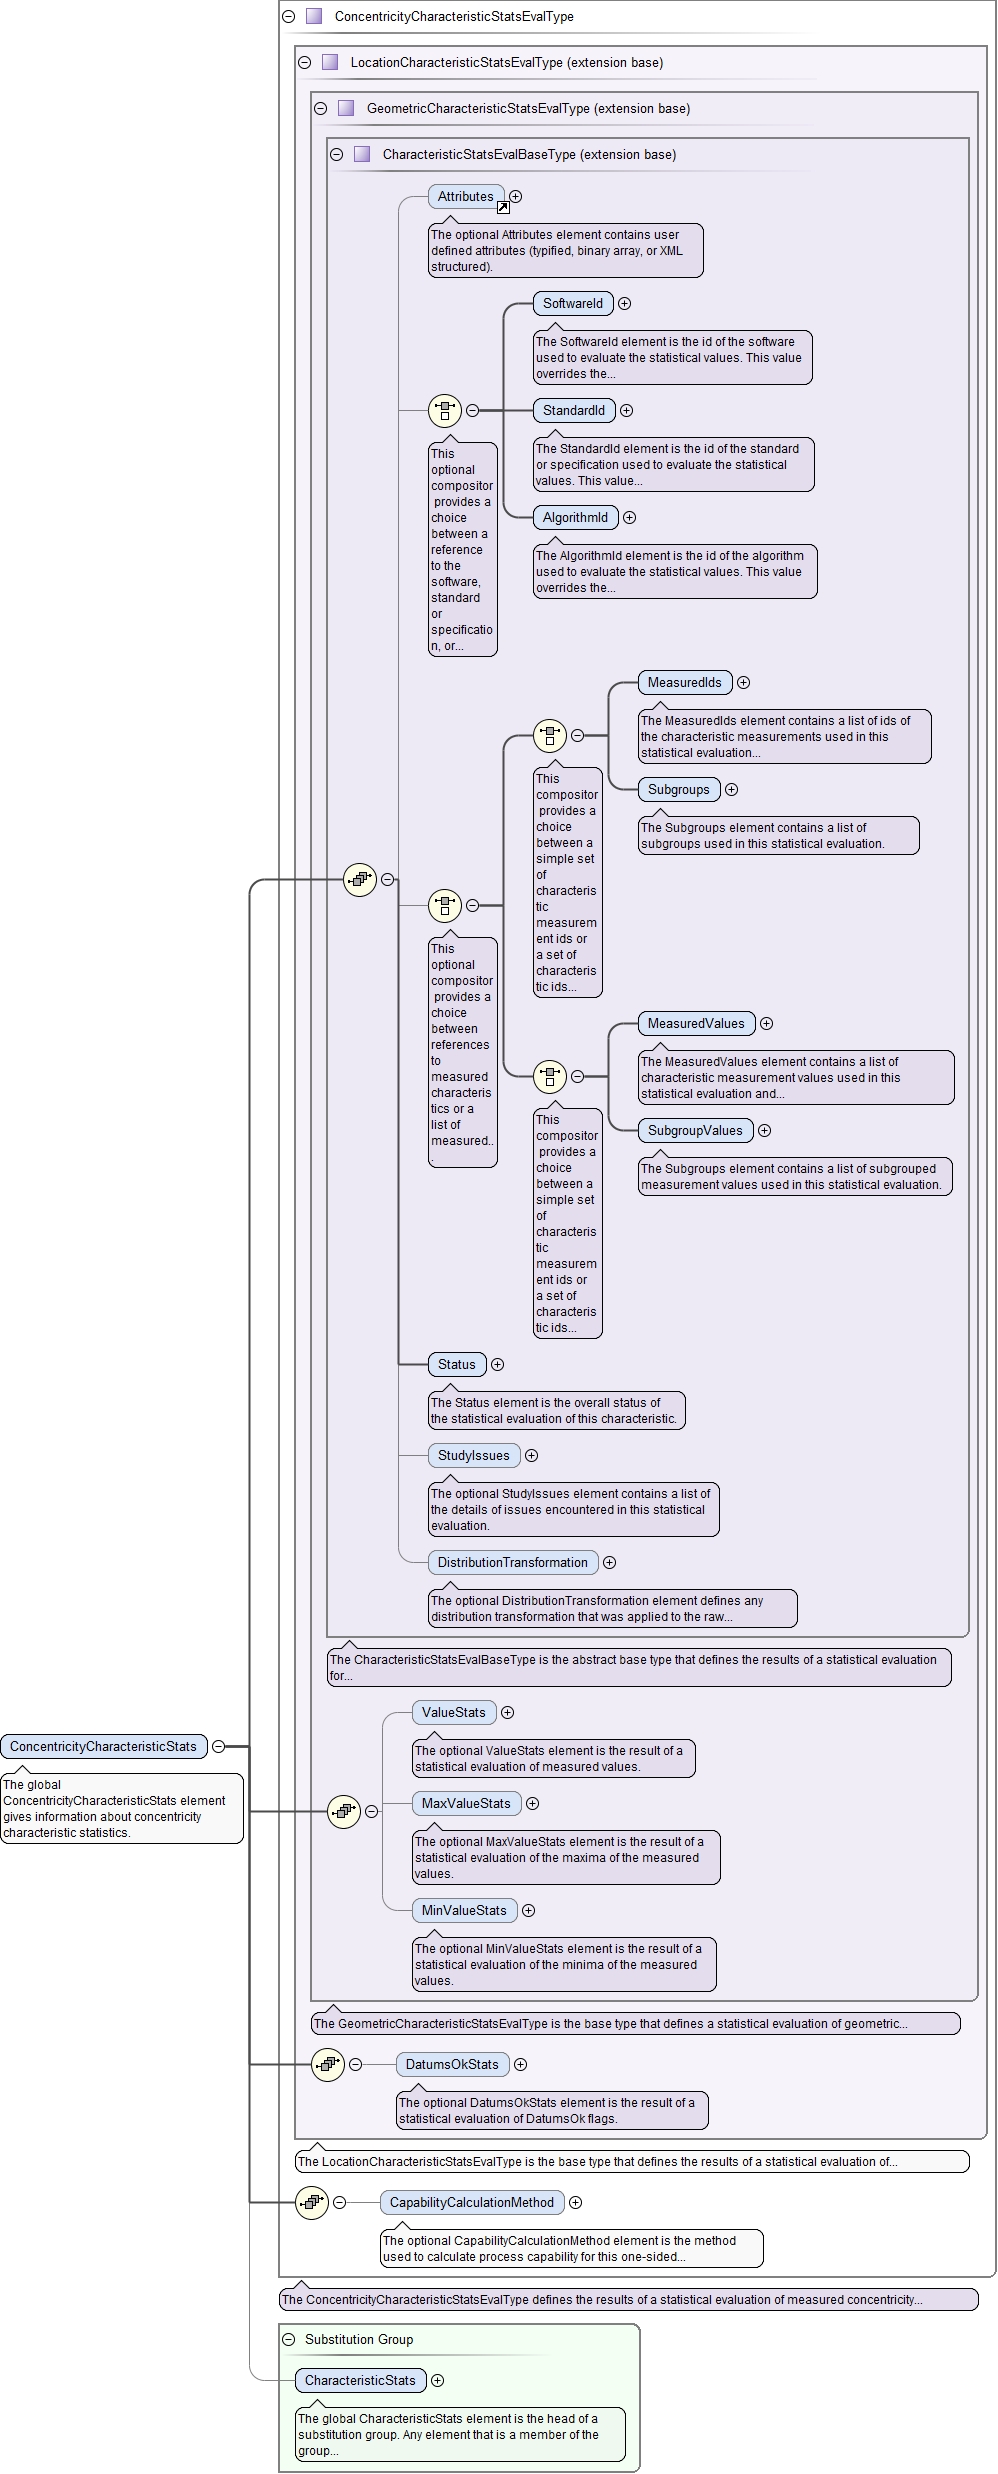 ConcentricityCharacteristicStatsEvalType
LocationCharacteristicStatsEvalType (extension base)
GeometricCharacteristicStatsEvalType (extension base)
CharacteristicStatsEvalBaseType (extension base)
Attributes
The optional Attributes element contains user
defined attributes (typified, binary array, or XML
structured).
SoftwareId
The SoftwareId element is the id of the software
used to evaluate the statistical values. This value
overrides the...
StandardId
The StandardId element is the id of the standard
or specification used to evaluate the statistical
values. This value...
AlgorithmId
The AlgorithmId element is the id of the algorithm
used to evaluate the statistical values. This value
overrides the...
This
optional
compositor
provides a
choice
between a
reference
to the
software,
standard
or
specificatio
n, or...
MeasuredIds
The MeasuredIds element contains a list of ids of
the characteristic measurements used in this
statistical evaluation...
Subgroups
The Subgroups element contains a list of
subgroups used in this statistical evaluation.
This
compositor
provides a
choice
between a
simple set
of
characteris
tic
measurem
ent ids or
a set of
characteris
tic ids...
This
optional
compositor
provides a
choice
between
references
to
measured
characteris
tics or a
list of
measured..
.
MeasuredValues
The MeasuredValues element contains a list of
characteristic measurement values used in this
statistical evaluation and...
SubgroupValues
The Subgroups element contains a list of subgrouped
measurement values used in this statistical evaluation.
This
compositor
provides a
choice
between a
simple set
of
characteris
tic
measurem
ent ids or
a set of
characteris
tic ids...
Status
The Status element is the overall status of
the statistical evaluation of this characteristic.
StudyIssues
The optional StudyIssues element contains a list of
the details of issues encountered in this statistical
evaluation.
DistributionTransformation
The optional DistributionTransformation element defines any
distribution transformation that was applied to the raw...
The CharacteristicStatsEvalBaseType is the abstract base type that defines the results of a statistical evaluation
for...
ValueStats
The optional ValueStats element is the result of a
statistical evaluation of measured values.
ConcentricityCharacteristicStats
The global
ConcentricityCharacteristicStats element
gives information about concentricity
characteristic statistics.
MaxValueStats
The optional MaxValueStats element is the result of a
statistical evaluation of the maxima of the measured
values.
MinValueStats
The optional MinValueStats element is the result of a
statistical evaluation of the minima of the measured
values.
The GeometricCharacteristicStatsEvalType is the base type that defines a statistical evaluation of geometric...
DatumsOkStats
The optional DatumsOkStats element is the result of a
statistical evaluation of DatumsOk flags.
The LocationCharacteristicStatsEvalType is the base type that defines the results of a statistical evaluation of...
CapabilityCalculationMethod
The optional CapabilityCalculationMethod element is the method
used to calculate process capability for this one-sided...
The ConcentricityCharacteristicStatsEvalType defines the results of a statistical evaluation of measured concentricity...
Substitution Group
CharacteristicStats
The global CharacteristicStats element is the head of a
substitution group. Any element that is a member of the
group...